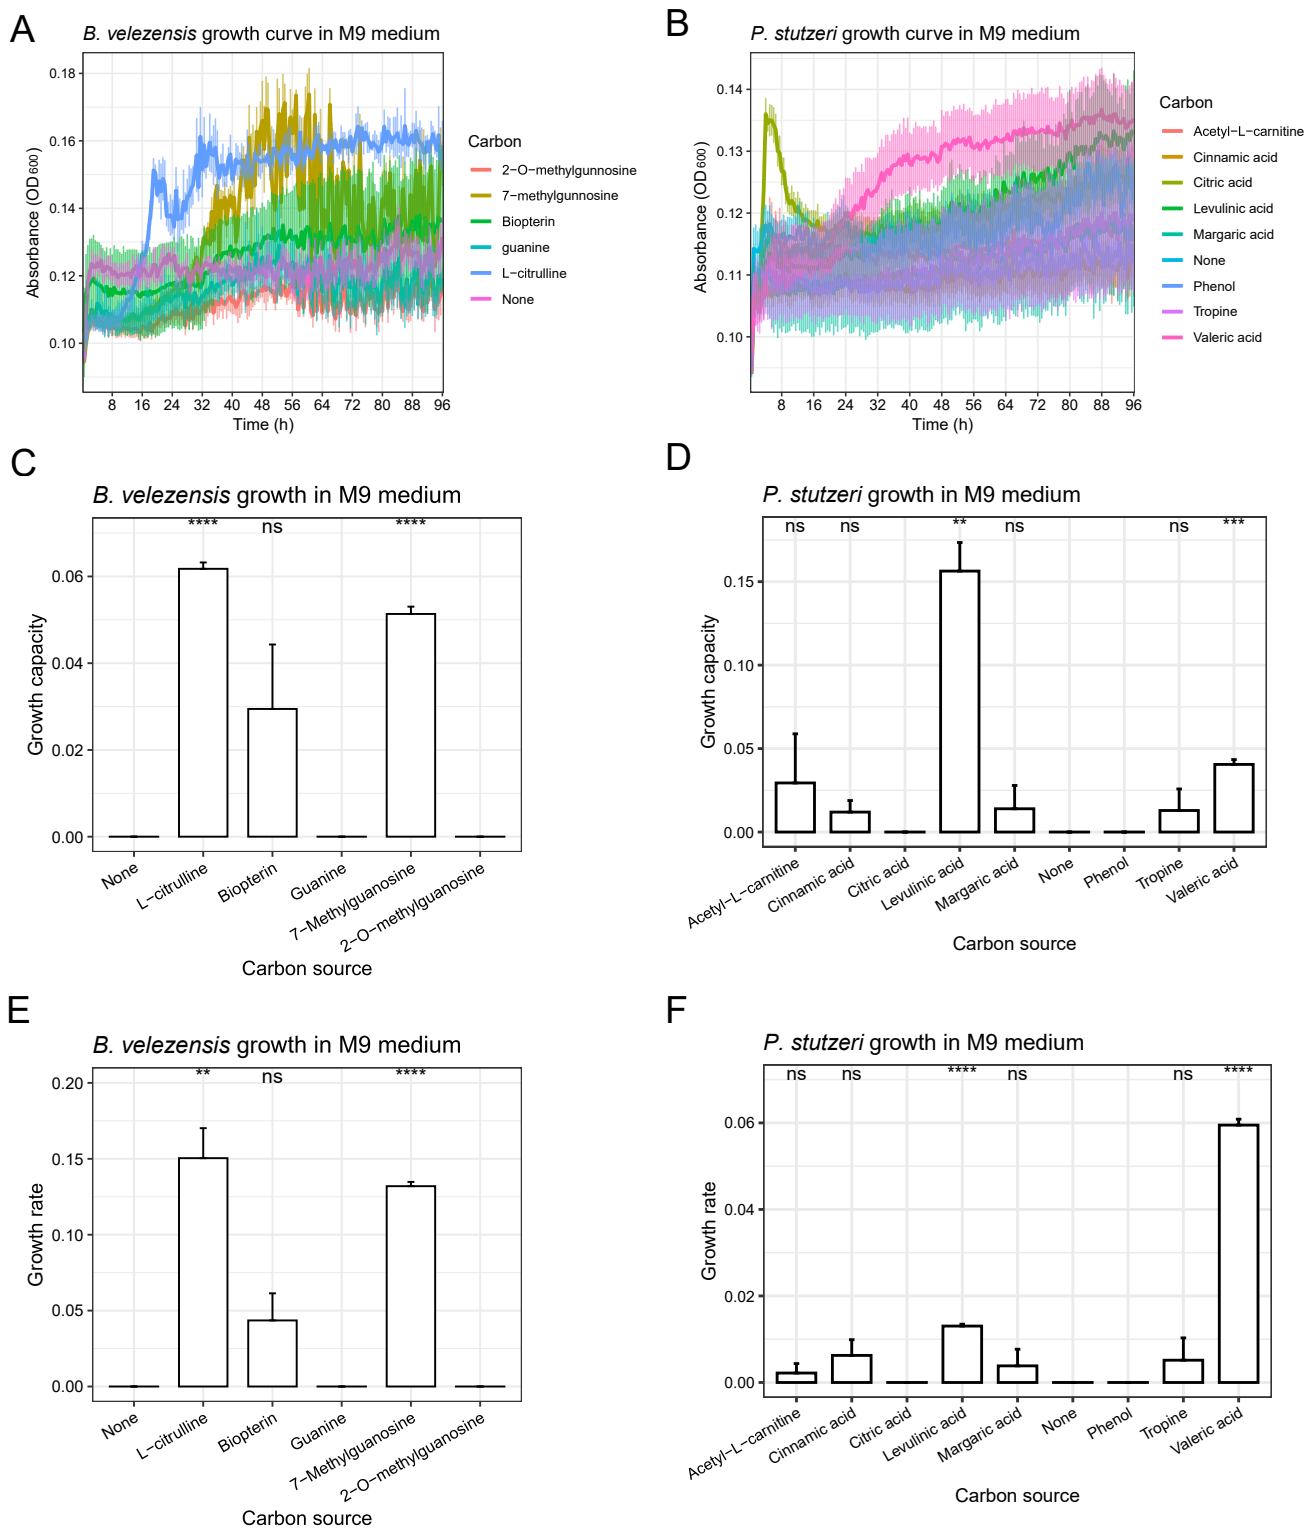 A
B. velezensis growth curve in M9 medium
Absorbance (OD600)
0.18
0.16
0.14
0.12
0.10
8 16 24 32 40 48 56 64 72 80 88 96
Time (h)
Carbon
2−O−methylgunnosine
7−methylgunnosine
Biopterin
guanine
L−citrulline
None
B
P. stutzeri growth curve in M9 medium
Absorbance (OD600)
0.14
0.13
0.12
0.11
0.10
8 16 24 32 40 48 56 64 72 80 88 96
Time (h)
Carbon
Acetyl−L−carnitine
Cinnamic acid
Citric acid
Levulinic acid
Margaric acid
None
Phenol
Tropine
Valeric acid
C
B. velezensis growth in M9 medium
**** ns ****
Growth capacity
0.06
0.04
0.02
0.00
None
L−citrulline
Biopterin
Guanine
7−Methylguanosine
2−O−methylguanosine
Carbon source
D
P. stutzeri growth in M9 medium
ns ns ** ns ns ***
Growth capacity
0.15
0.10
0.05
0.00
Acetyl−L−carnitine
Cinnamic acid
Citric acid
Levulinic acid
Margaric acid
None
Phenol
Tropine
Valeric acid
Carbon source
E
B. velezensis growth in M9 medium
** ns ****
Growth rate
0.20
0.15
0.10
0.05
0.00
None
L−citrulline
Biopterin
Guanine
7−Methylguanosine
2−O−methylguanosine
Carbon source
F
P. stutzeri growth in M9 medium
ns ns **** ns ns ****
Growth rate
0.06
0.04
0.02
0.00
Acetyl−L−carnitine
Cinnamic acid
Citric acid
Levulinic acid
Margaric acid
None
Phenol
Tropine
Valeric acid
Carbon source